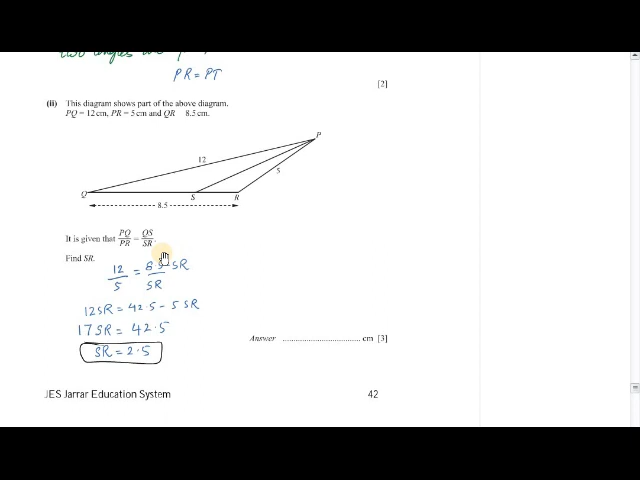 PR = PT
[2]
(ii) This diagram shows part of the above diagram.
PQ = 12 cm, PR = 5 cm and QR 8.5 cm.
P
12
5
Q
S
R
8.5
It is given that PQ/PR = QS/SR.
Find SR.
12/5 = 8.5-SR/SR
12SR = 42.5 - 5 SR
17SR = 42.5
SR = 2.5
Answer .................................... cm [3]
JES Jarrar Education System
42